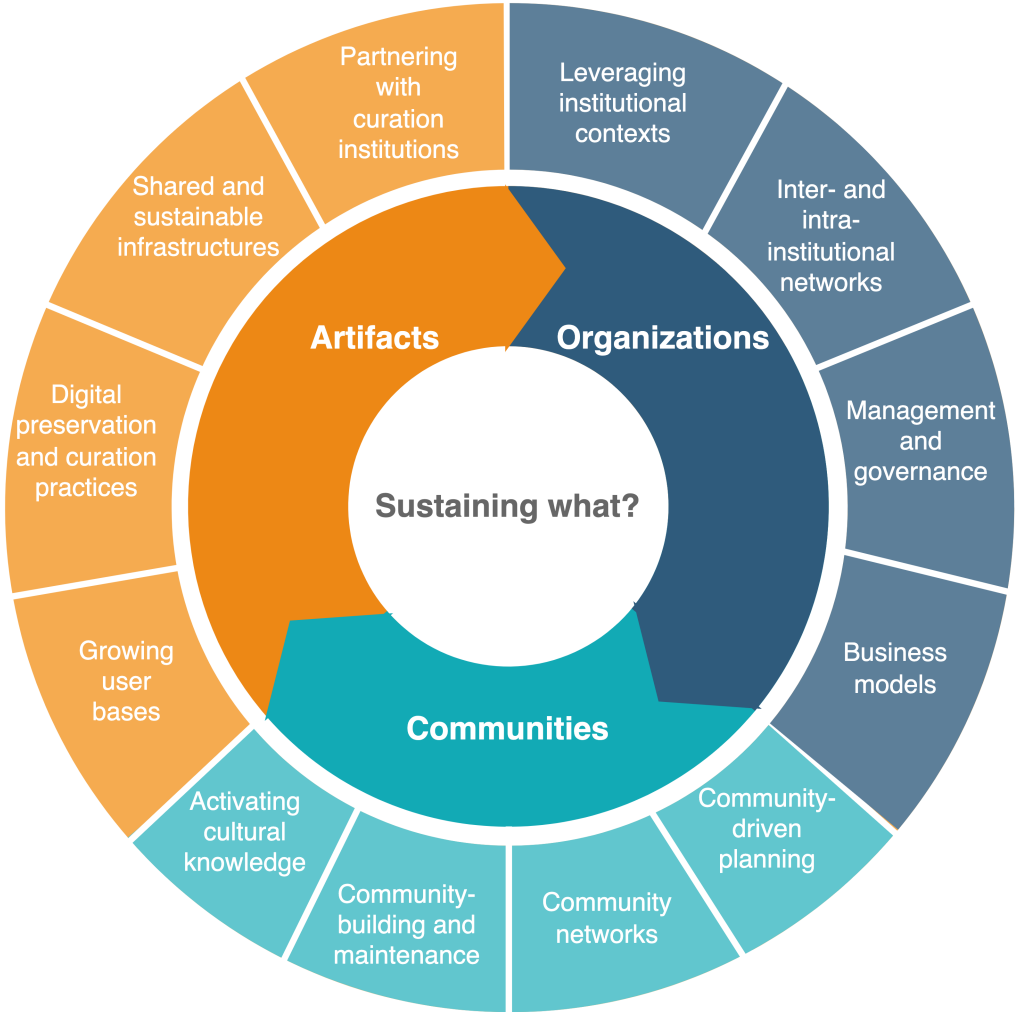 Partnering
with
curation
institutions
Leveraging
institutional
contexts
Inter- and
intra-
institutional
networks
Management
and
governance
Business
models
Community-
driven
planning
Community
networks
Community-
building and
maintenance
Activating
cultural
knowledge
Growing
user
bases
Digital
preservation
and curation
practices
Shared and
sustainable
infrastructures
Artifacts
Organizations
Communities
Sustaining what?